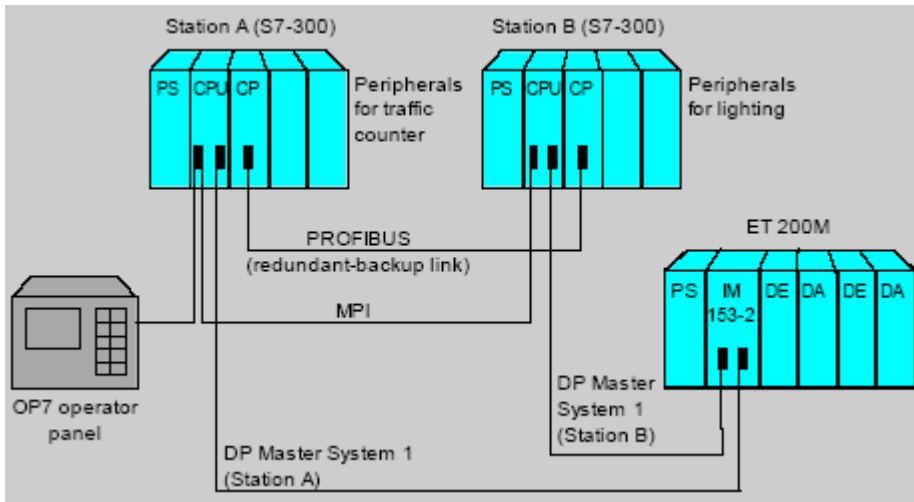 Station A (S7-300)
Station B (S7-300)
PS CPU CP
Peripherals
for traffic
counter
PS CPU CP
Peripherals
for lighting
PROFIBUS
(redundant-backup link)
ET 200M
PS IM DE DA DE DA
153-2
MPI
OP7 operator
panel
DP Master
System 1
(Station B)
DP Master System 1
(Station A)